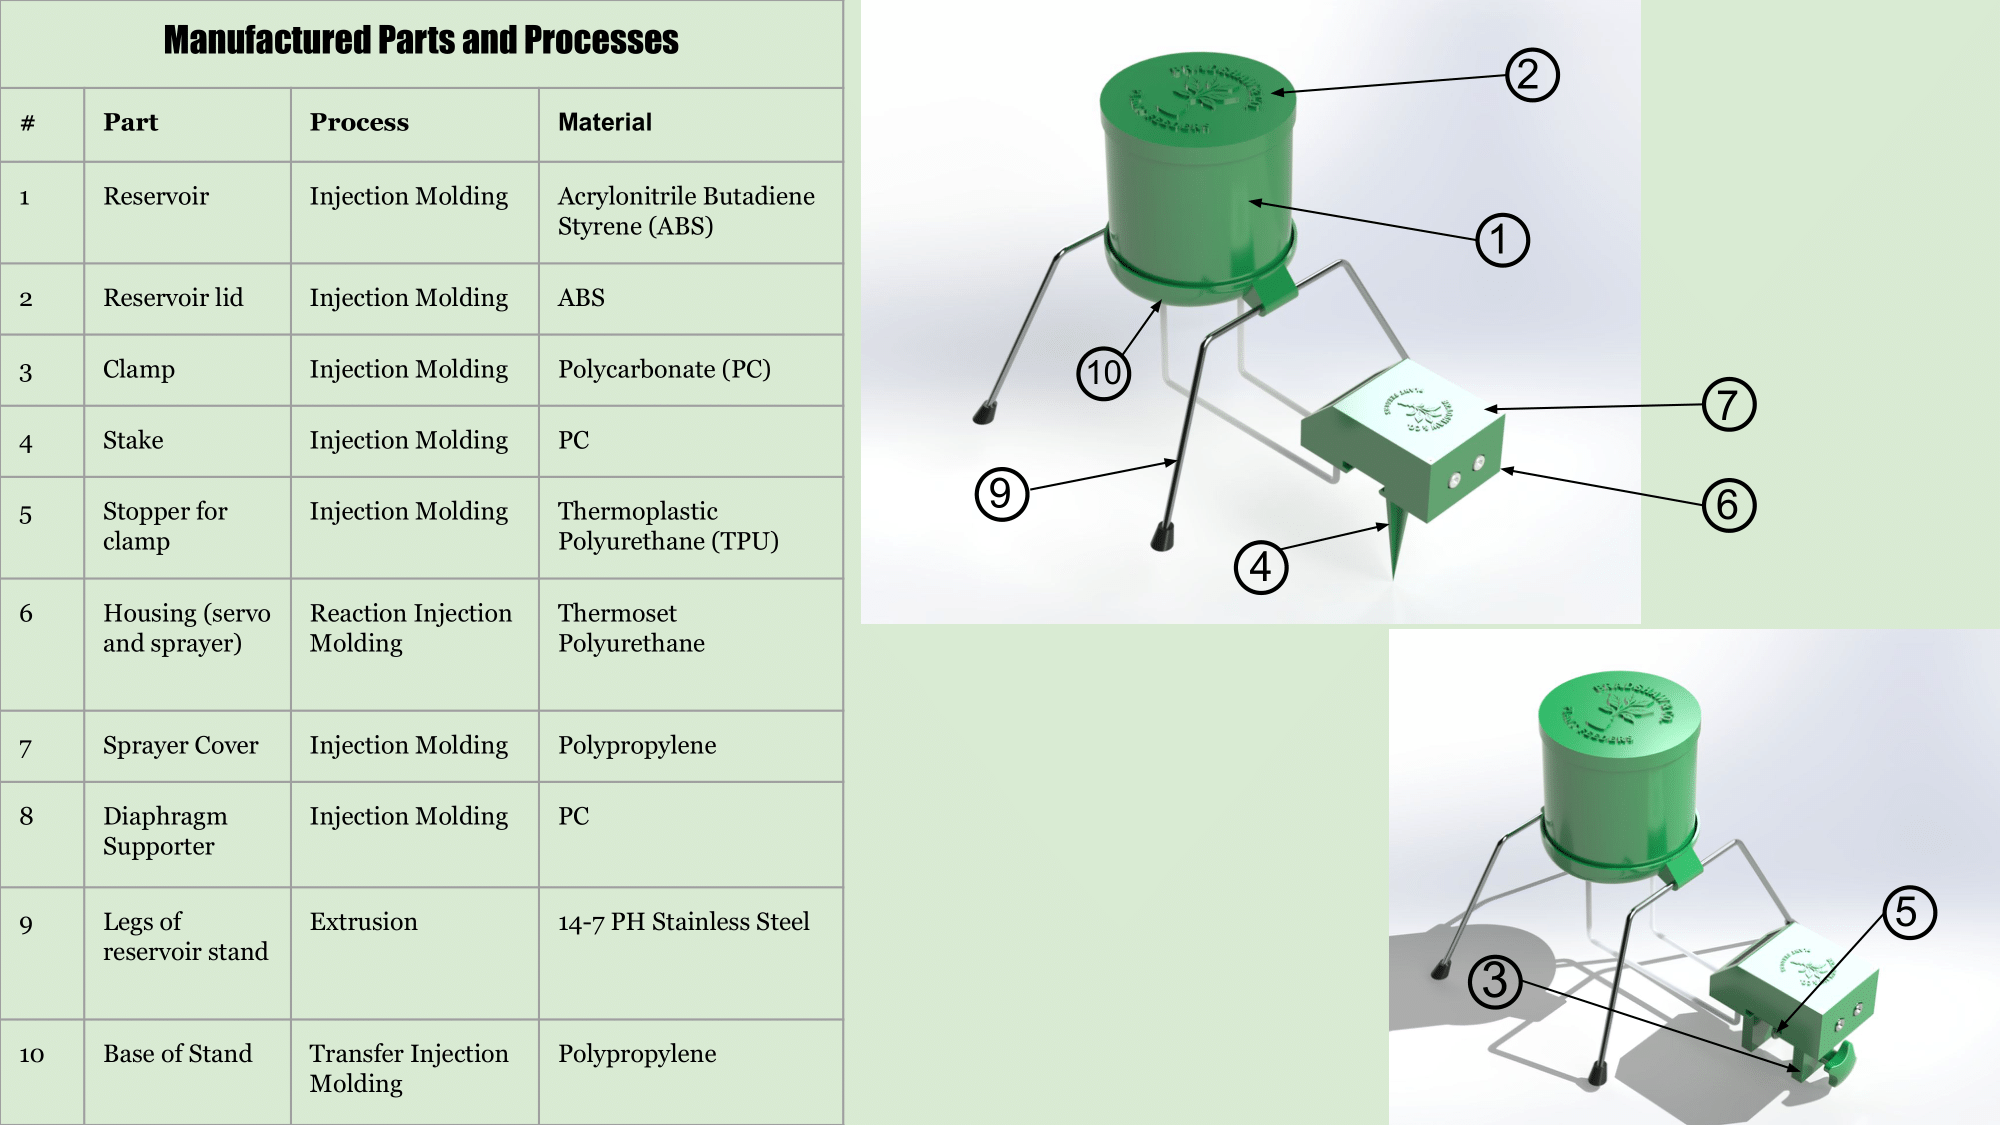 Manufactured Parts and Processes
# Part Process Material
1 Reservoir Injection Molding Acrylonitrile Butadiene
Styrene (ABS)
2 Reservoir lid Injection Molding ABS
3 Clamp Injection Molding Polycarbonate (PC)
4 Stake Injection Molding PC
5 Stopper for Injection Molding Thermoplastic
clamp Polyurethane (TPU)
6 Housing (servo Reaction Injection Thermoset
and sprayer) Molding Polyurethane
7 Sprayer Cover Injection Molding Polypropylene
8 Diaphragm Injection Molding PC
Supporter
9 Legs of Extrusion 14-7 PH Stainless Steel
reservoir stand
10 Base of Stand Transfer Injection Polypropylene
Molding
2
1
10
7
9
6
4
5
3